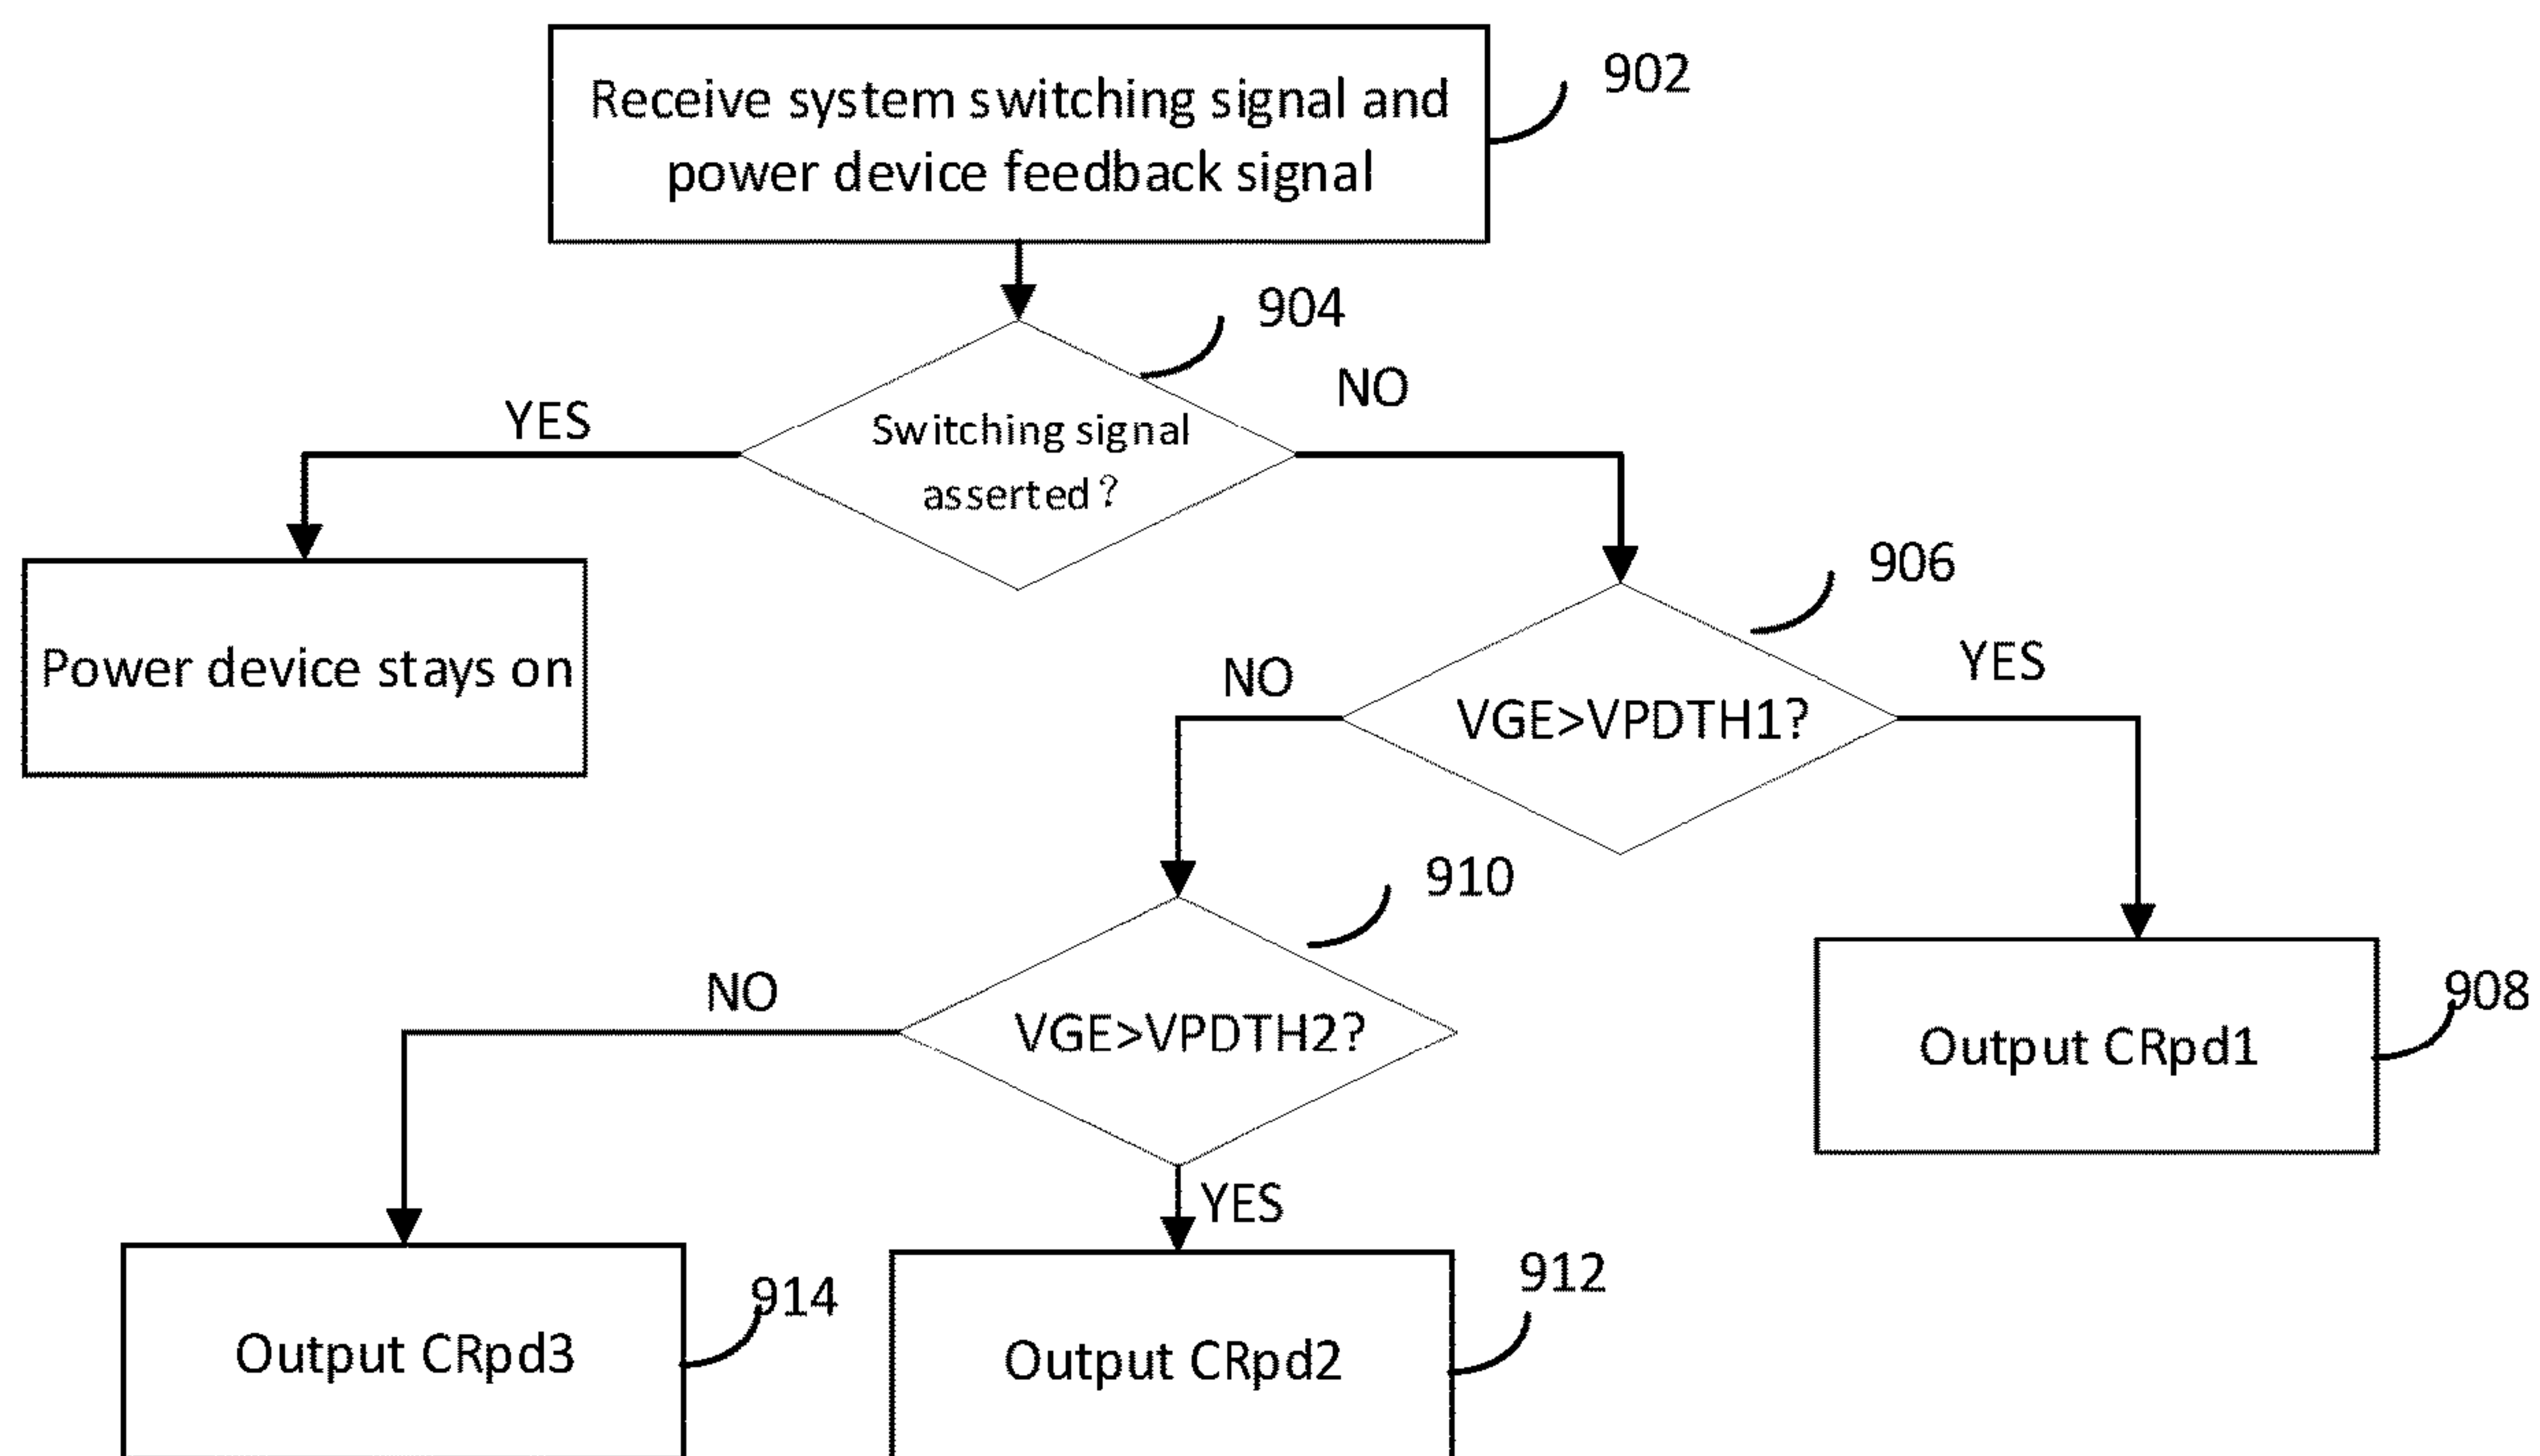 Receive system switching signal and
power device feedback signal
902
904
YES
NO
Switching signal
asserted？
906
Power device stays on
NO
YES
VGE>VPDTH1?
910
NO
VGE>VPDTH2?
908
Output CRpd1
YES
914
912
Output CRpd3
Output CRpd2